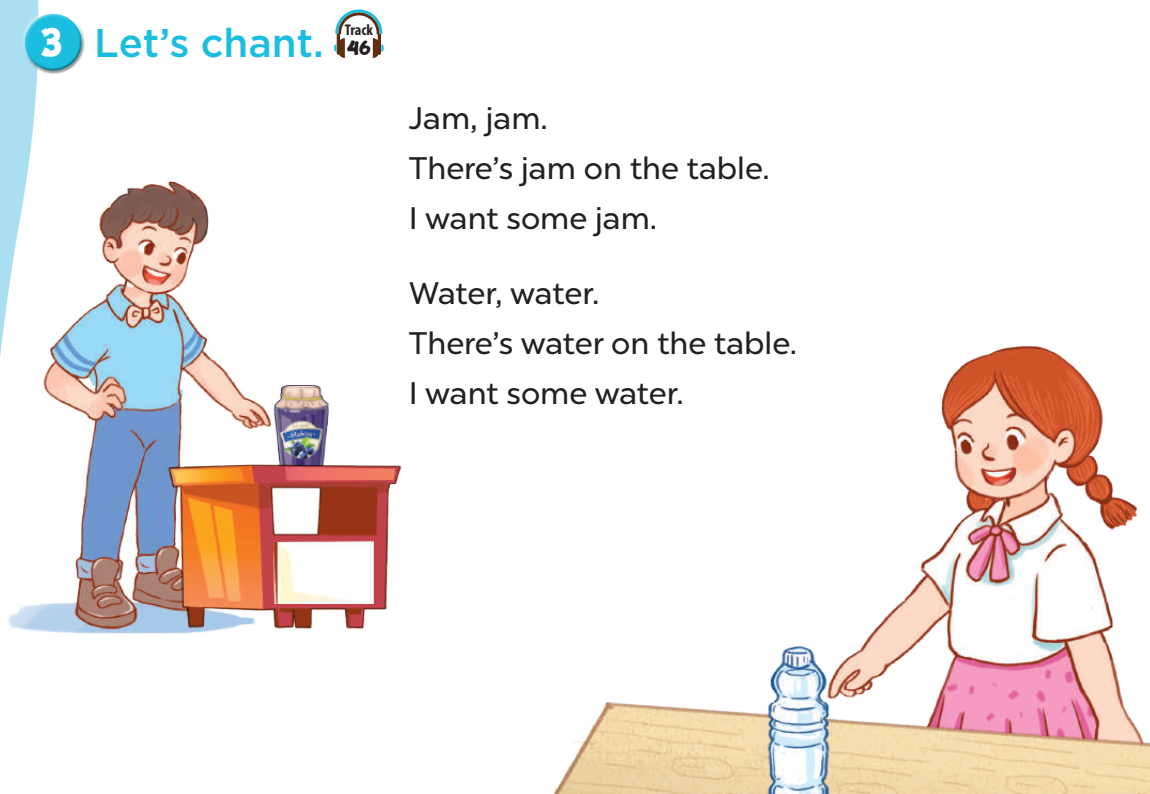 3 Let's chant. Track 46
Jam, jam.
There's jam on the table.
I want some jam.
Water, water.
There's water on the table.
I want some water.